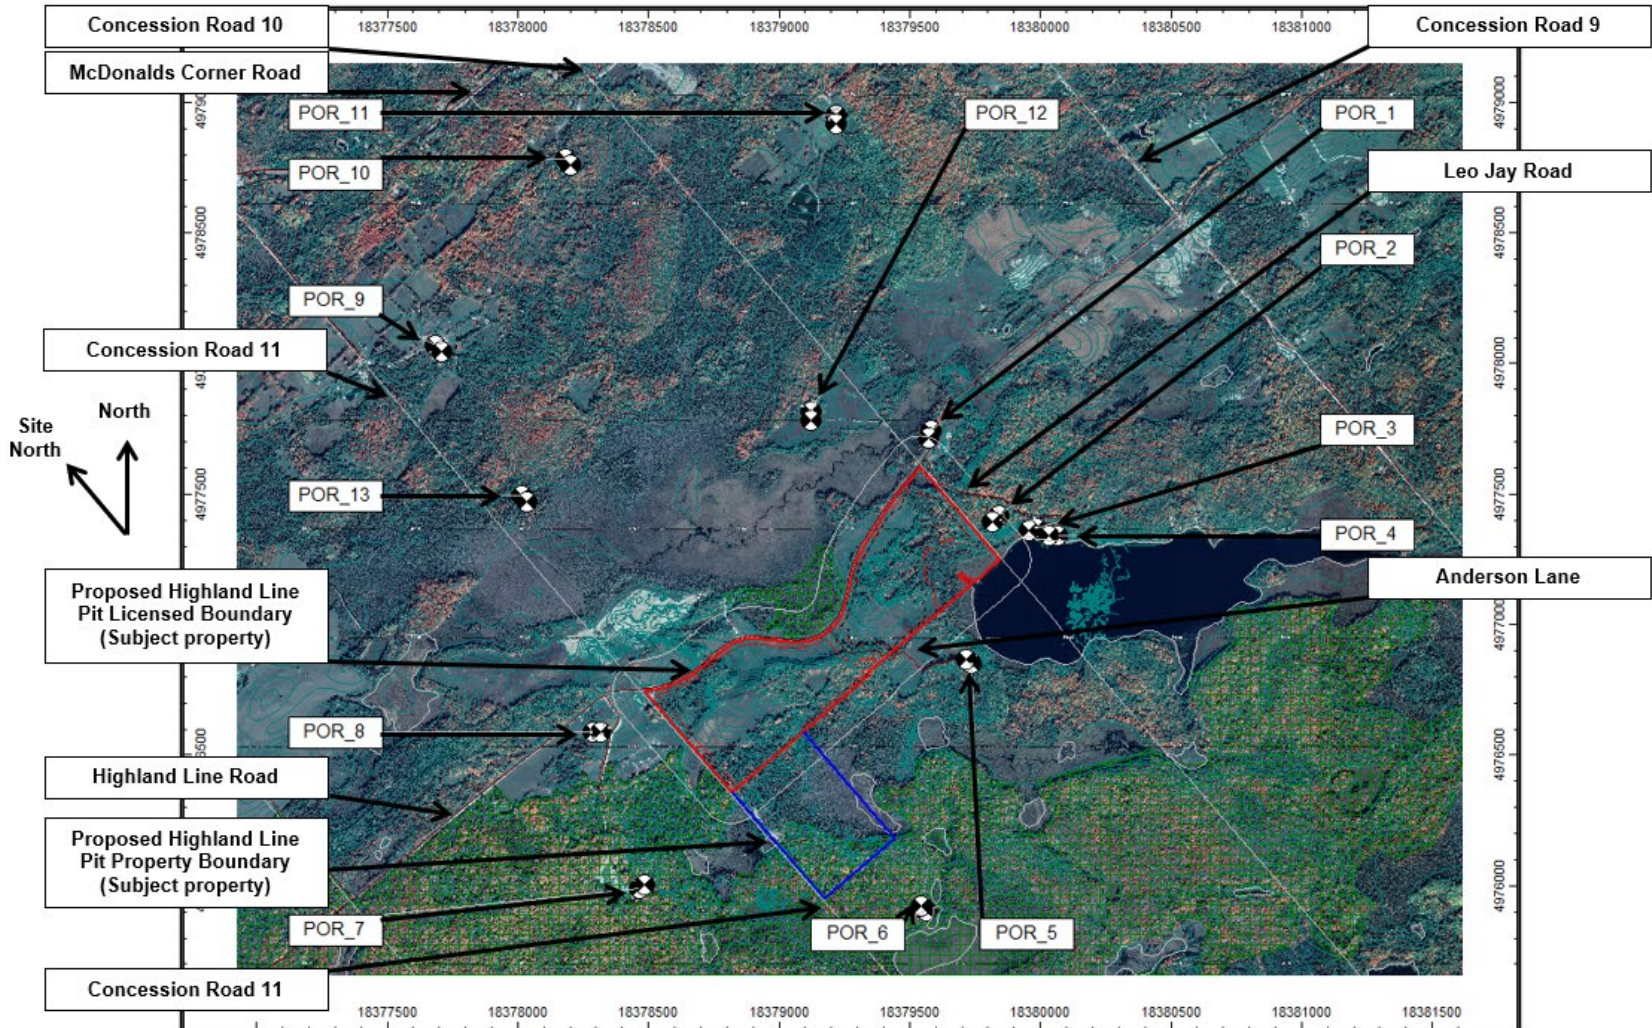 18377500 18378000 18378500 18379000 18379500 18380000 18380500 18381000
Concession Road 10
Concession Road 9
McDonalds Corner Road
POR_11
POR_12
POR_1
POR_10
Leo Jay Road
4979000
4978500
4978500
POR_2
POR_9
Concession Road 11
4978000
North
Site
North
POR_3
POR_13
4977500
4977500
POR_4
Proposed Highland Line
Pit Licensed Boundary
(Subject property)
Anderson Lane
4977000
POR_8
4976500
Highland Line Road
Proposed Highland Line
Pit Property Boundary
(Subject property)
4976000
POR_7
POR_6
POR_5
Concession Road 11
18377500 18378000 18378500 18379000 18379500 18380000 18380500 18381000 18381500